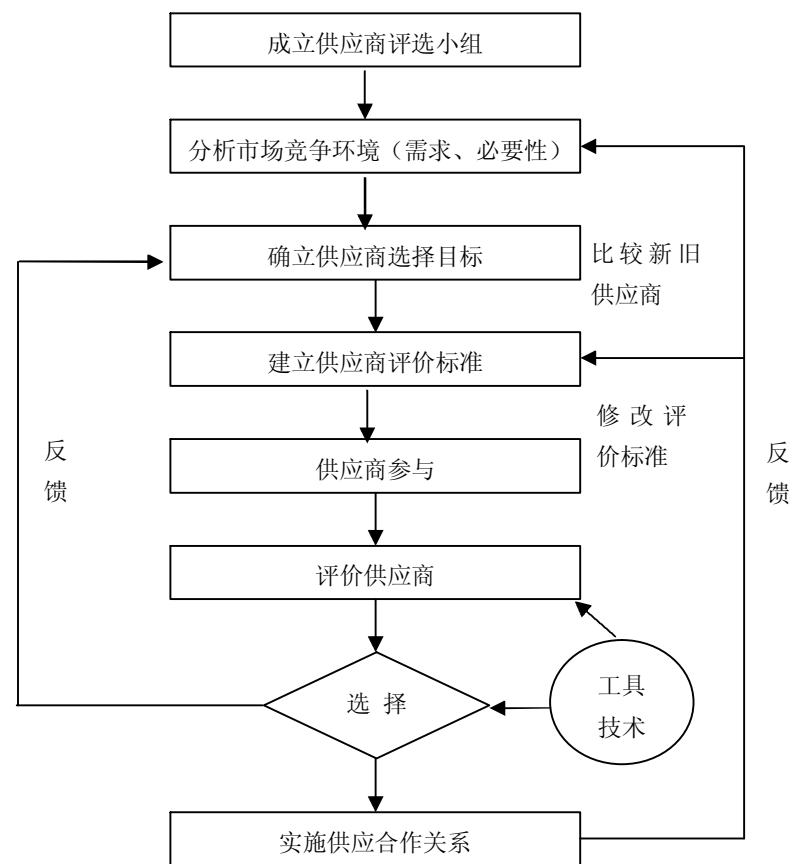 成立供应商评选小组
分析市场竞争环境（需求、必要性）
确立供应商选择目标
比较新旧
供应商
建立供应商评价标准
修改评
价标准
反
馈
供应商参与
反
馈
评价供应商
工具
技术
选 择
实施供应合作关系